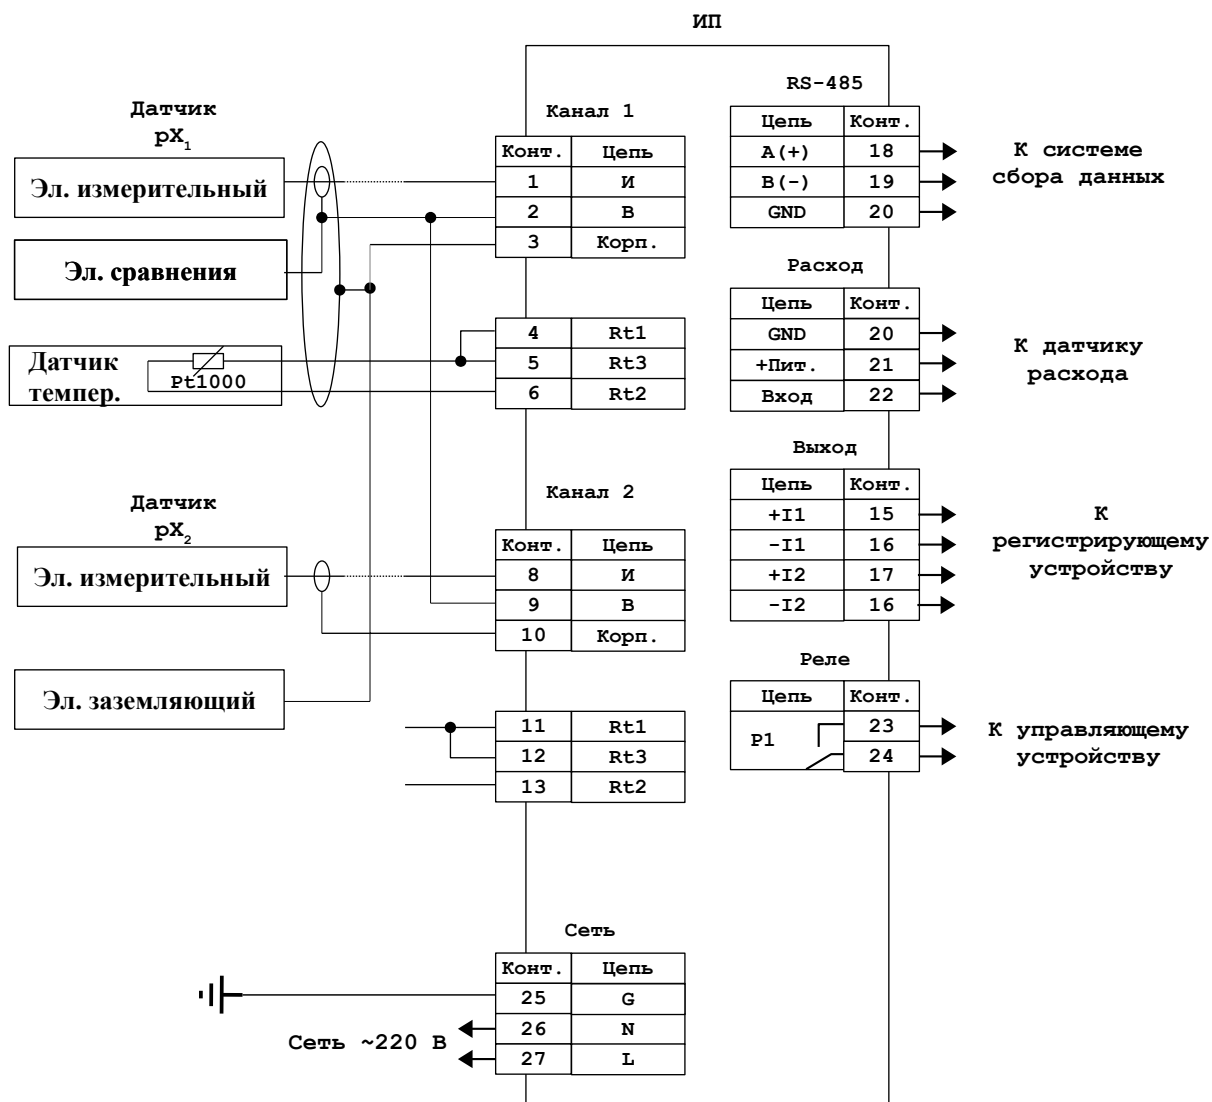 ИП
Датчик
pX1
Эл. измерительный
Эл. сравнения
Датчик
темпер.
Pt1000
Датчик
pX2
Эл. измерительный
Эл. заземляющий
Канал 1
Конт. Цепь
1 И
2 В
3 Корп.
4 Rt1
5 Rt3
6 Rt2
Канал 2
Конт. Цепь
8 И
9 В
10 Корп.
11 Rt1
12 Rt3
13 Rt2
Сеть
Конт. Цепь
25 G
26 N
27 L
Сеть ~220 В
RS-485
Цепь Конт.
A(+) 18
B(-) 19
GND 20
К системе
сбора данных
Расход
Цепь Конт.
GND 20
+Пит. 21
Вход 22
К датчику
расхода
Выход
Цепь Конт.
+I1 15
-I1 16
+I2 17
-I2 16
К
регистрирующему
устройству
Реле
Цепь Конт.
P1
23
24
К управляющему
устройству